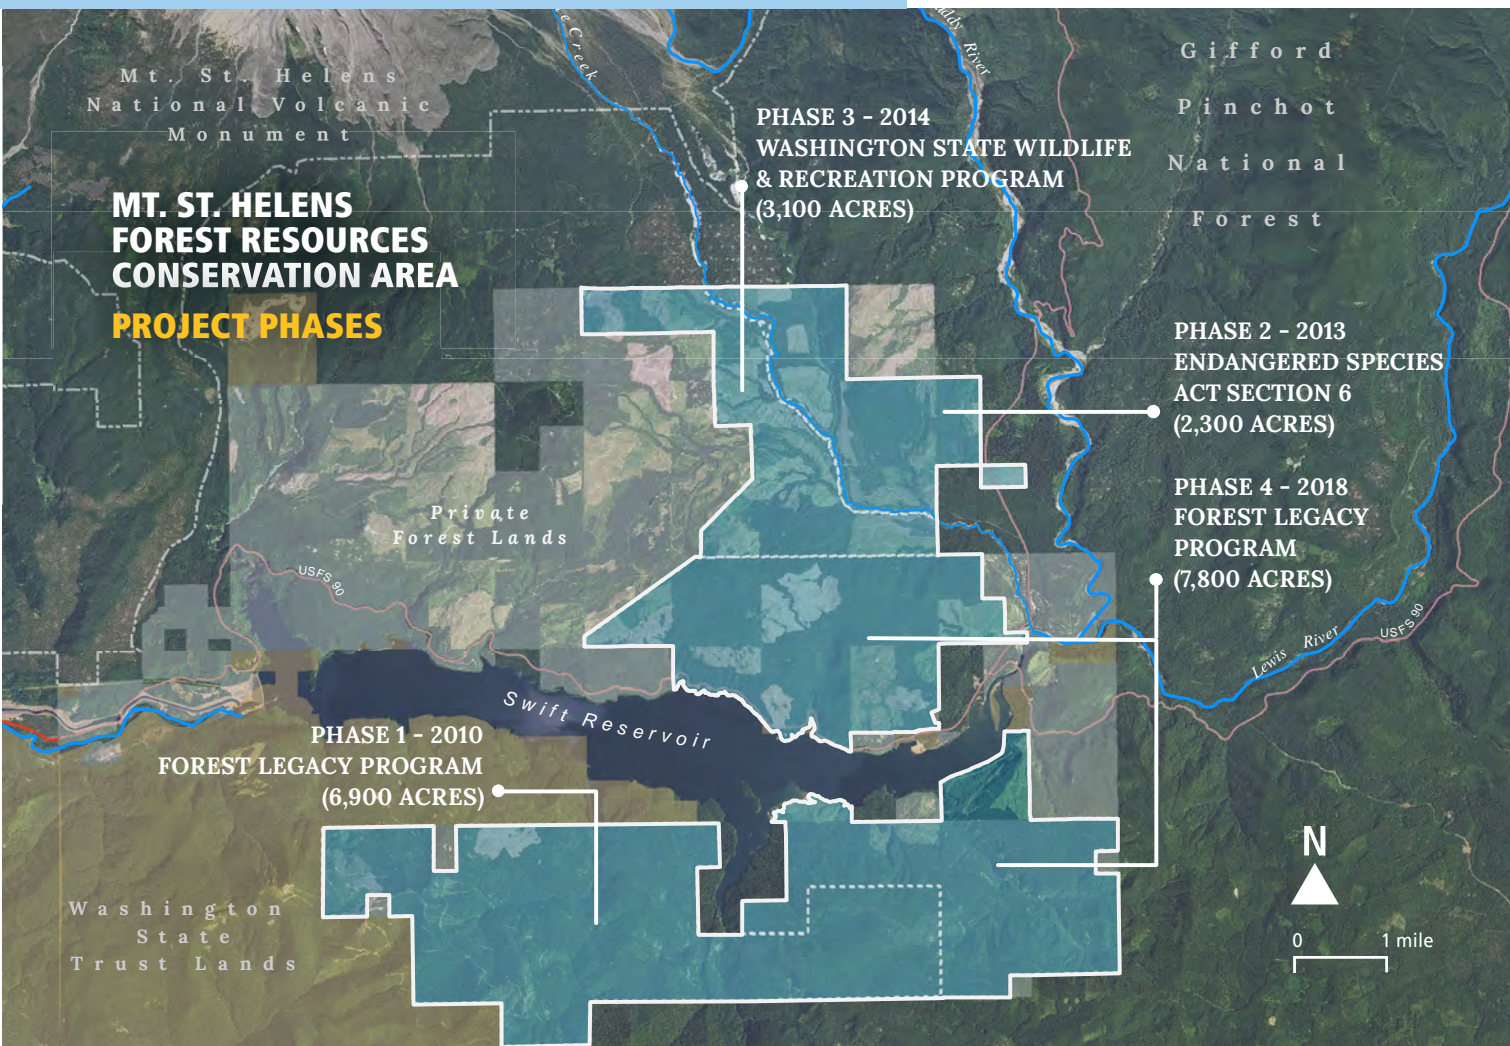 Mt. St. Helens
National Volcanic
Monument
MT. ST. HELENS
FOREST RESOURCES
CONSERVATION AREA
PROJECT PHASES
Creek
River
Gifford
Pinchot
National
Forest
PHASE 3 - 2014
WASHINGTON STATE WILDLIFE
& RECREATION PROGRAM
(3,100 ACRES)
PHASE 2 - 2013
ENDANGERED SPECIES
ACT SECTION 6
(2,300 ACRES)
PHASE 4 - 2018
FOREST LEGACY
PROGRAM
(7,800 ACRES)
Private
Forest Lands
USFS 90
USFS 90
Lewis River
Swift Reservoir
PHASE 1 - 2010
FOREST LEGACY PROGRAM
(6,900 ACRES)
Washington
State
Trust Lands
N
0 1 mile